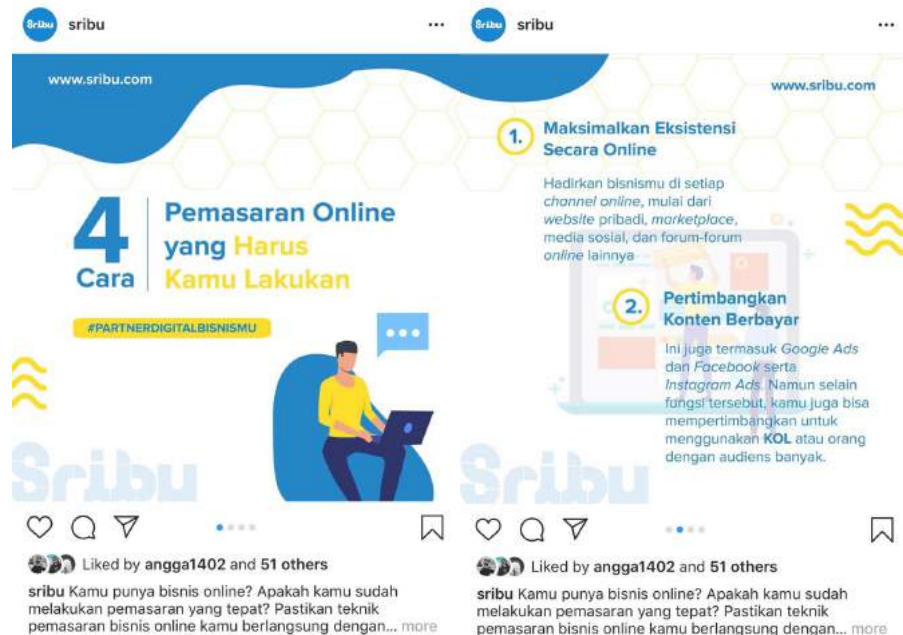 Sribu
sribu
www.sribu.com
4
Cara
Pemasaran Online
yang Harus
Kamu Lakukan
#PARTNERDIGITALBISNISMU
Sribu
Liked by angga1402 and 51 others
sribu Kamu punya bisnis online? Apakah kamu sudah
melakukan pemasaran yang tepat? Pastikan teknik
pemasaran bisnis online kamu berlangsung dengan... more
Sribu
sribu
www.sribu.com
1.
Maksimalkan Eksistensi
Secara Online
Hadirkan bisnismu di setiap
channel online, mulai dari
website pribadi, marketplace,
media sosial, dan forum-forum
online lainnya
2.
Pertimbangkan
Konten Berbayar
Ini juga termasuk Google Ads
dan Facebook serta
Instagram Ads. Namun selain
fungsi tersebut, kamu juga bisa
mempertimbangkan untuk
menggunakan KOL atau orang
dengan audiens banyak.
Sribu
Liked by angga1402 and 51 others
sribu Kamu punya bisnis online? Apakah kamu sudah
melakukan pemasaran yang tepat? Pastikan teknik
pemasaran bisnis online kamu berlangsung dengan... more